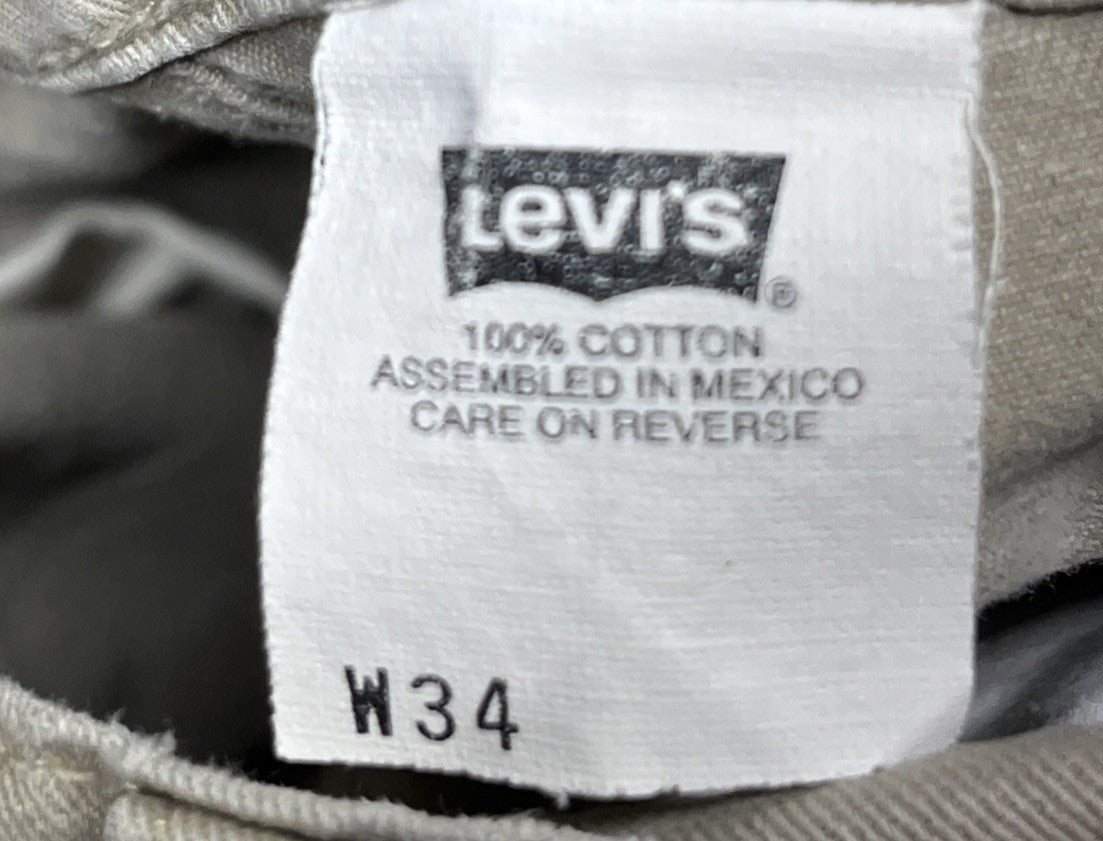 Levi's
®
100% COTTON
ASSEMBLED IN MEXICO
CARE ON REVERSE
W34